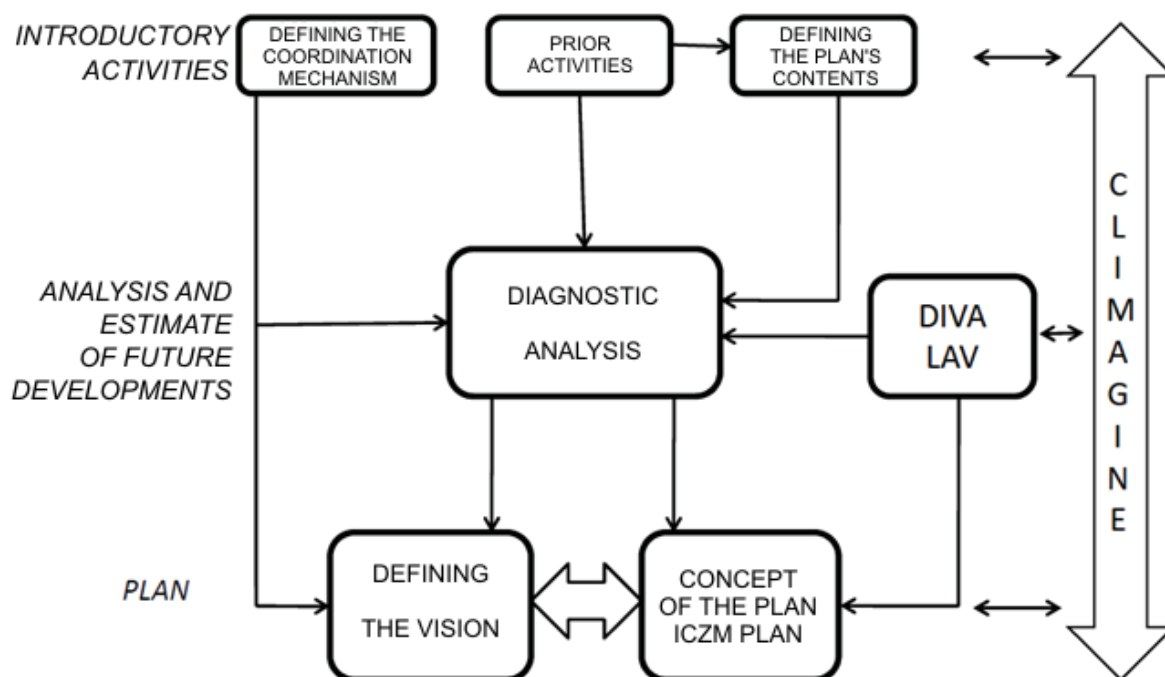 INTRODUCTORY
ACTIVITIES
DEFINING THE
COORDINATION
MECHANISM
PRIOR
ACTIVITIES
DEFINING
THE PLAN'S
CONTENTS
ANALYSIS AND
ESTIMATE
OF FUTURE
DEVELOPMENTS
DIAGNOSTIC
ANALYSIS
DIVA
LAV
PLAN
DEFINING
THE VISION
CONCEPT
OF THE PLAN
ICZM PLAN
CLIMAGINE